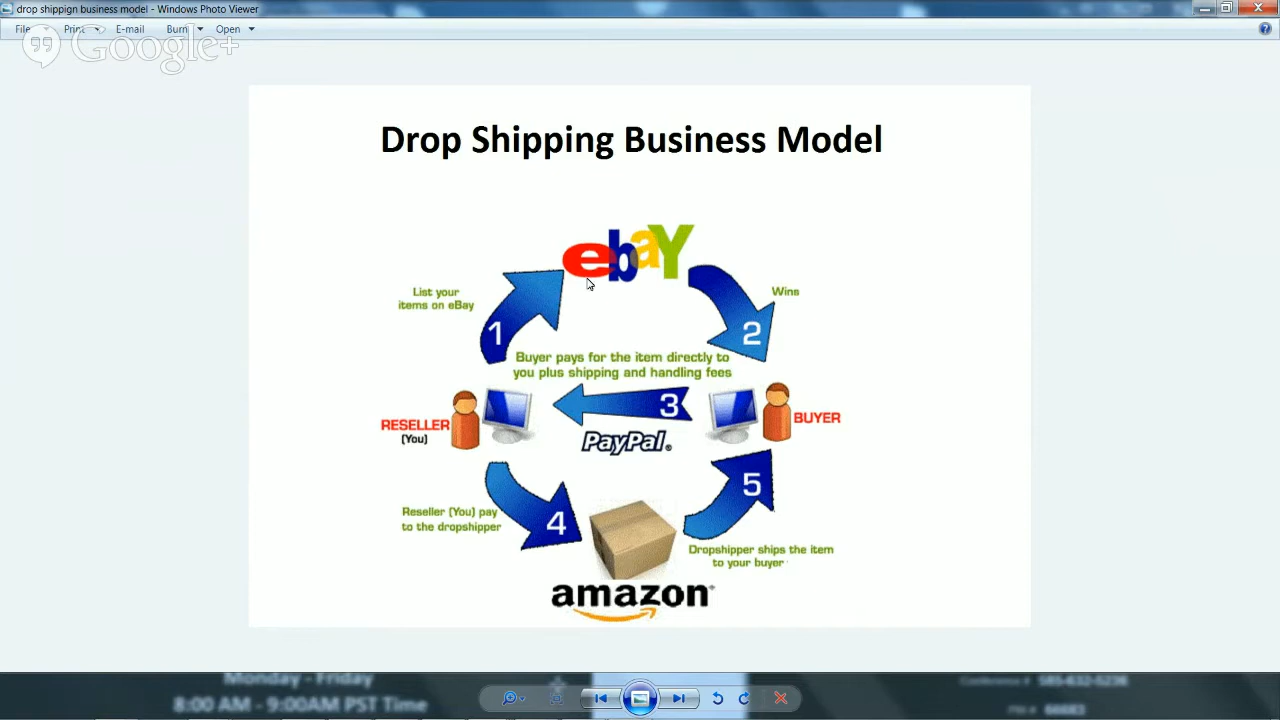 drop shippign business model - Windows Photo Viewer
File Print E-mail Burn Open
Google+
Drop Shipping Business Model
ebay
List your
items on eBay
1
Wins
2
Buyer pays for the item directly to
you plus shipping and handling fees
3
PayPal®
RESELLER
(You)
BUYER
Reseller (You) pay
to the dropshipper
4
5
Dropshipper ships the item
to your buyer
amazon
Monday - Friday
8:00 AM - 9:00AM PST Time